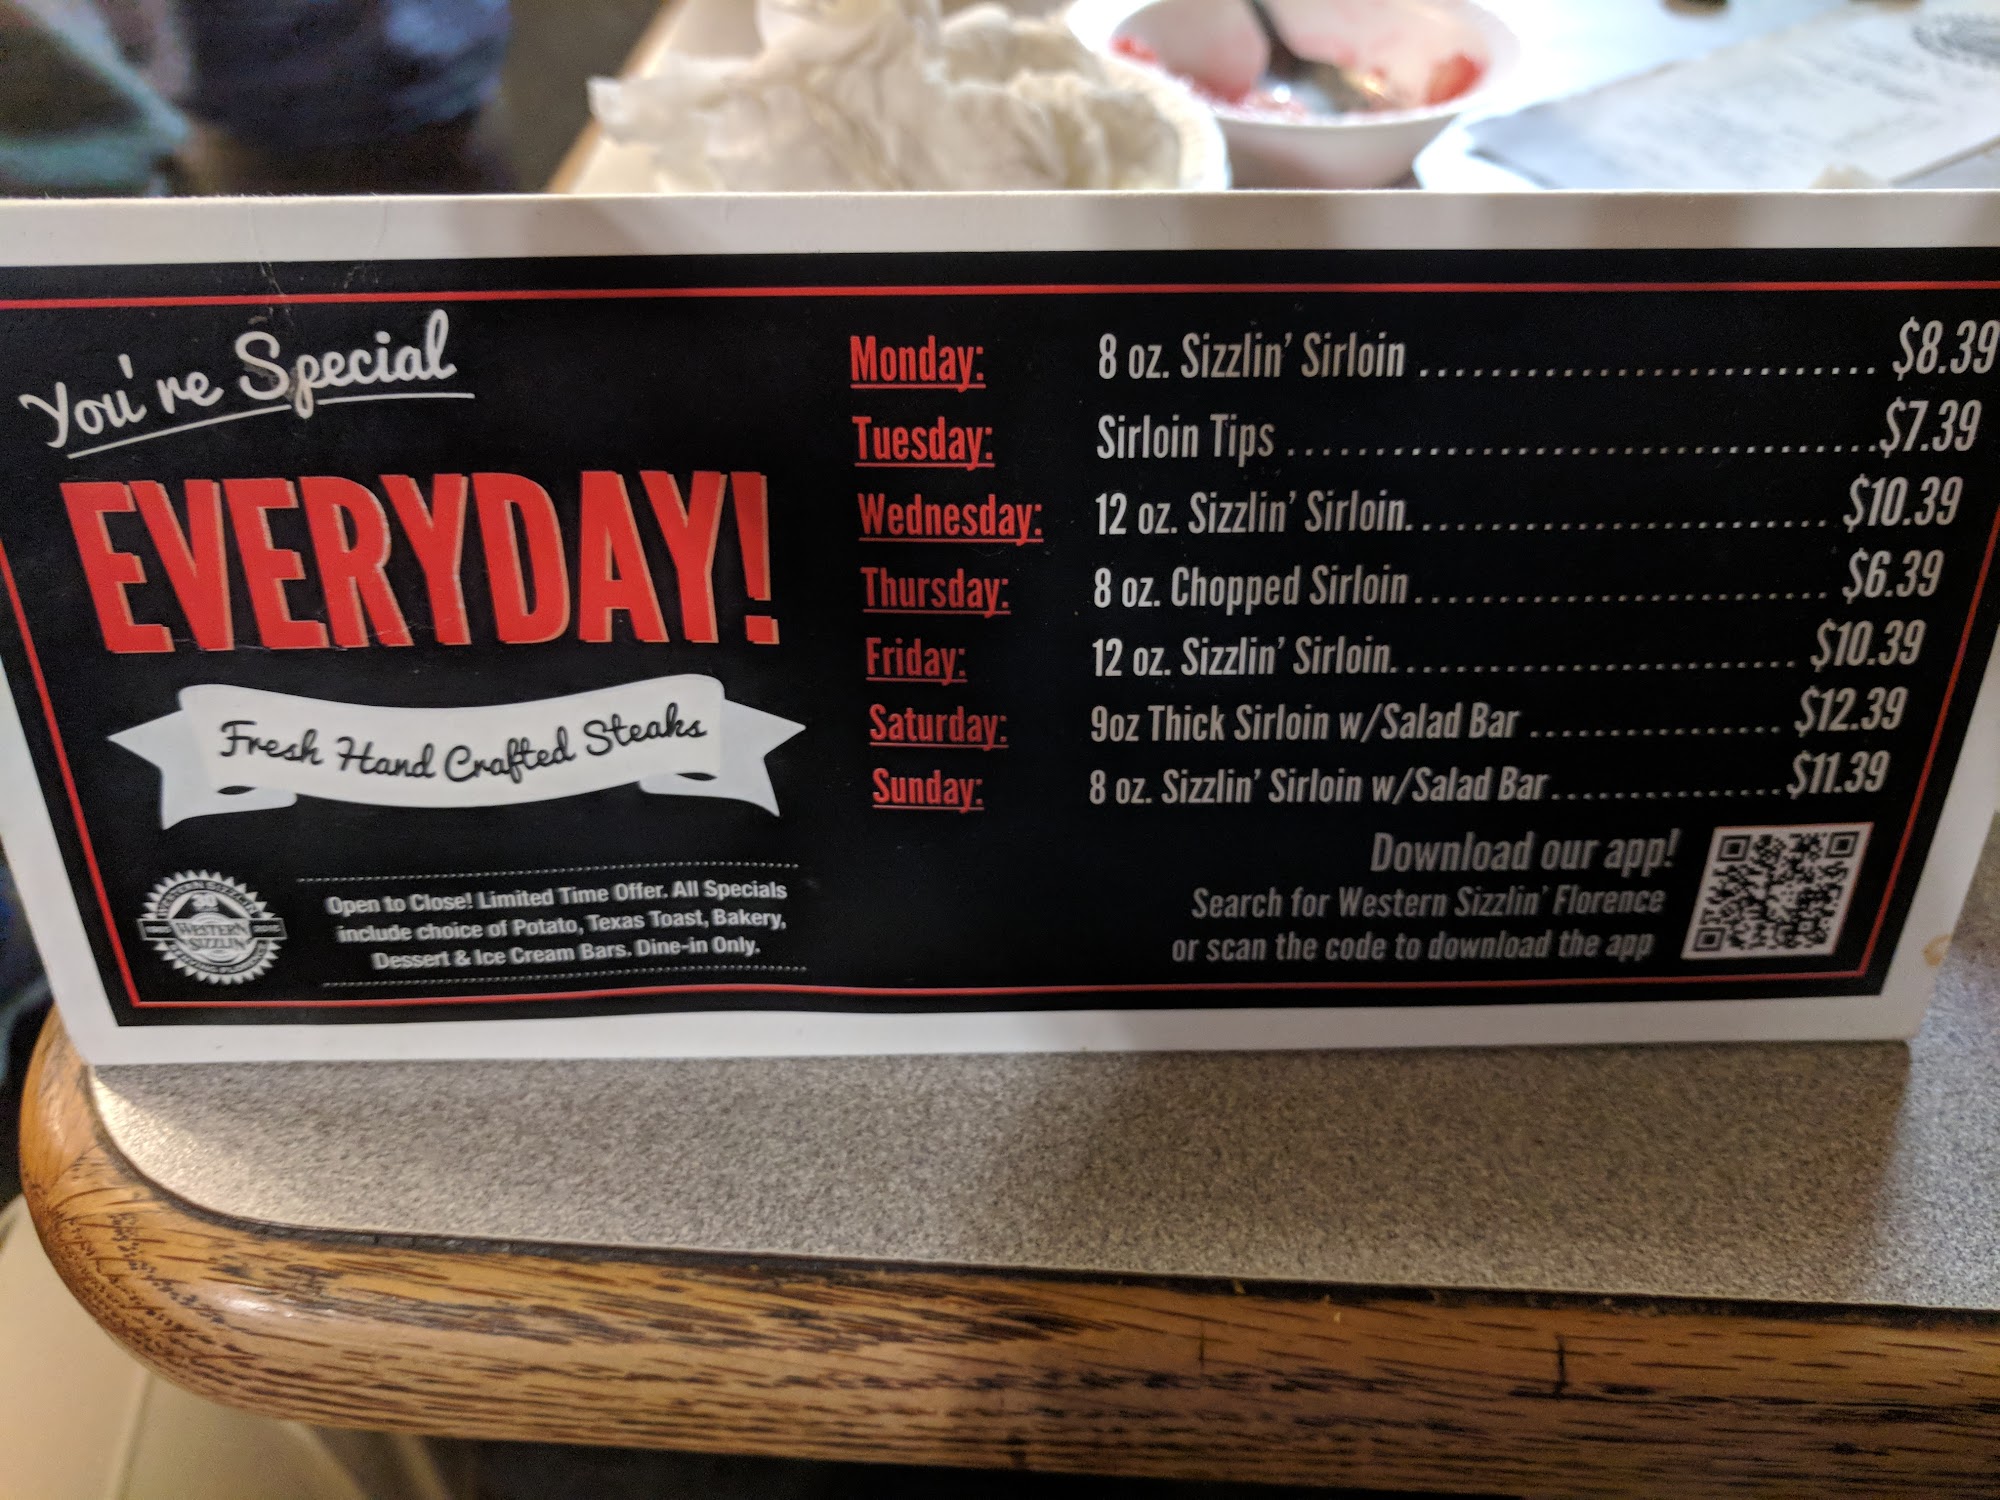 You're Special
EVERYDAY!
Fresh Hand Crafted Steaks
WESTERN
SIZZLIN
30
Open to Close! Limited Time Offer. All Specials
include choice of Potato, Texas Toast, Bakery,
Dessert & Ice Cream Bars. Dine-in Only.
Monday: 8 oz. Sizzlin' Sirloin ........................... $8.39
Tuesday: Sirloin Tips ...................................$7.39
Wednesday: 12 oz. Sizzlin' Sirloin......................... $10.39
Thursday: 8 oz. Chopped Sirloin......................... $6.39
Friday: 12 oz. Sizzlin' Sirloin......................... $10.39
Saturday: 9oz Thick Sirloin w/Salad Bar ............... $12.39
Sunday: 8 oz. Sizzlin' Sirloin w/Salad Bar...............$11.39
Download our app!
Search for Western Sizzlin' Florence
or scan the code to download the app